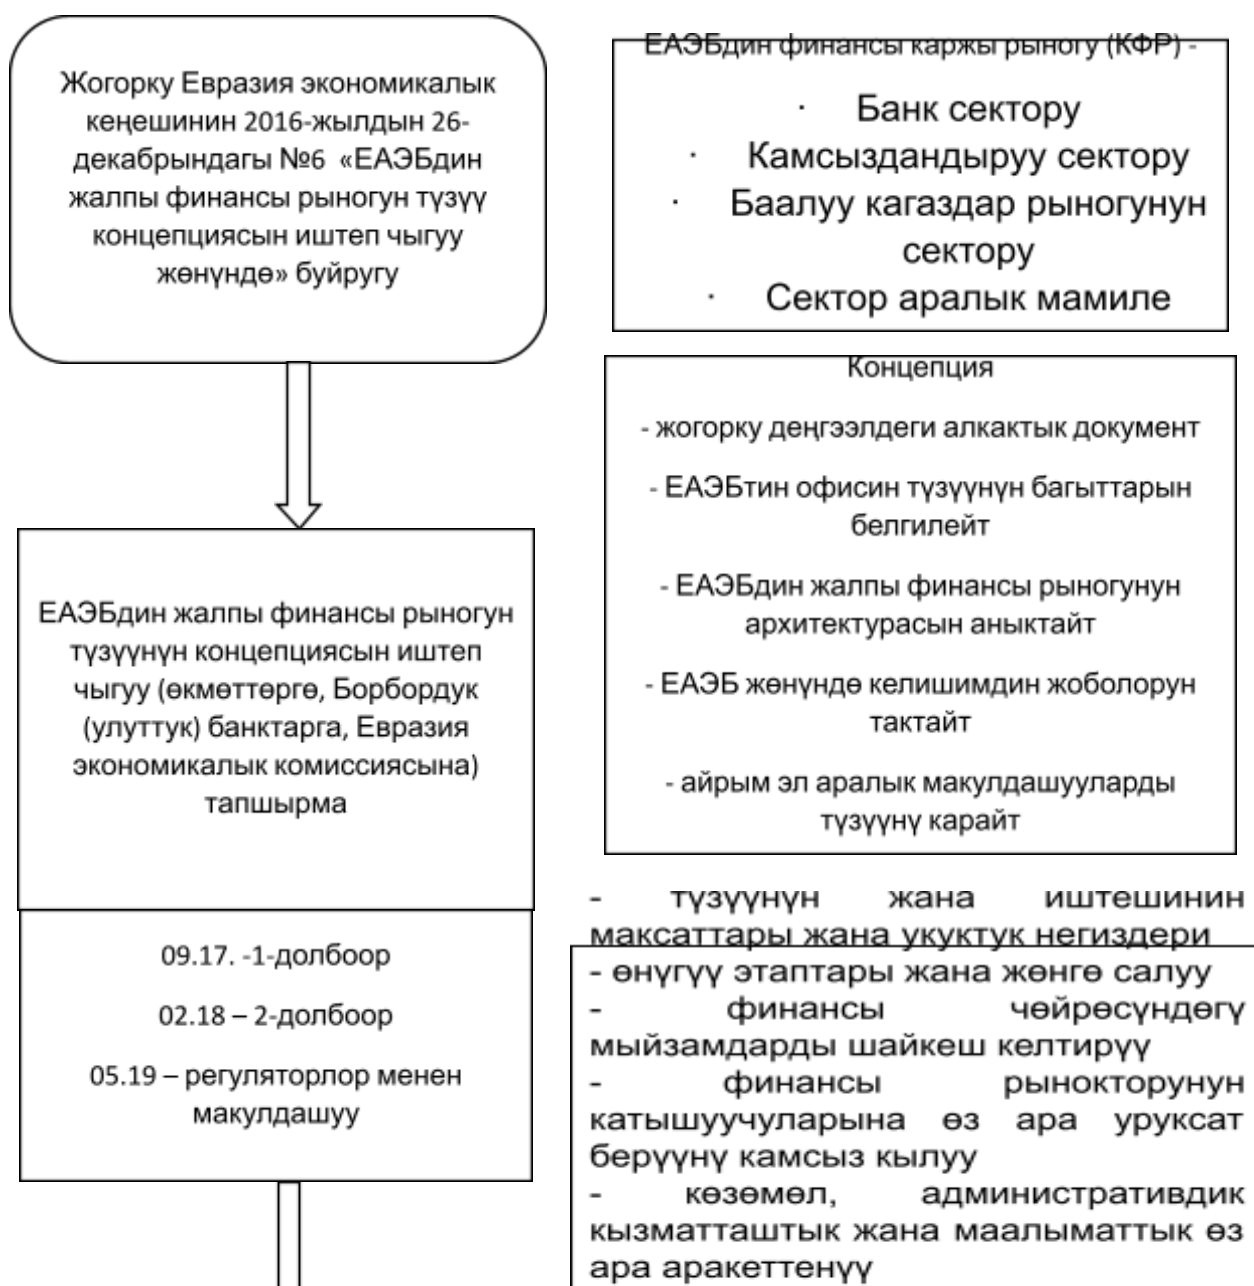 Жогорку Евразия экономикалык
кеңешинин 2016-жылдын 26-
декабрындагы №6 «ЕАЭБдин
жалпы финансы рыногун түзүү
концепциясын иштеп чыгуу
жөнүндө» буйругу
ЕАЭБдин жалпы финансы рыногун
түзүүнүн концепциясын иштеп
чыгуу (өкмөттөргө, Борбордук
(улуттук) банктарга, Евразия
экономикалык комиссиясына)
тапшырма
09.17. -1-долбоор
02.18 – 2-долбоор
05.19 – регуляторлор менен
макулдашуу
ЕАЭБдин финансы каржы рыногу (КФР) -
· Банк сектору
· Камсыздандыруу сектору
· Баалуу кагаздар рыногунун
сектору
· Сектор аралык мамиле
Концепция
- жогорку деңгээлдеги алкактык документ
- ЕАЭБтин офисин түзүүнүн багыттарын
белгилейт
- ЕАЭБдин жалпы финансы рыногунун
архитектурасын аныктайт
- ЕАЭБ жөнүндө келишимдин жоболорун
тактайт
- айрым эл аралык макулдашууларды
түзүүнү карайт
- түзүүнүн жана иштешинин
максаттары жана укуктук негиздери
- өнүгүү этаптары жана жөнгө салуу
- финансы чөйрөсүндөгү
мыйзамдарды шайкеш келтирүү
- финансы рынокторунун
катышуучуларына өз ара уруксат
берүүнү камсыз кылуу
- көзөмөл, административдик
кызматташтык жана маалыматтык өз
ара аракеттенүү